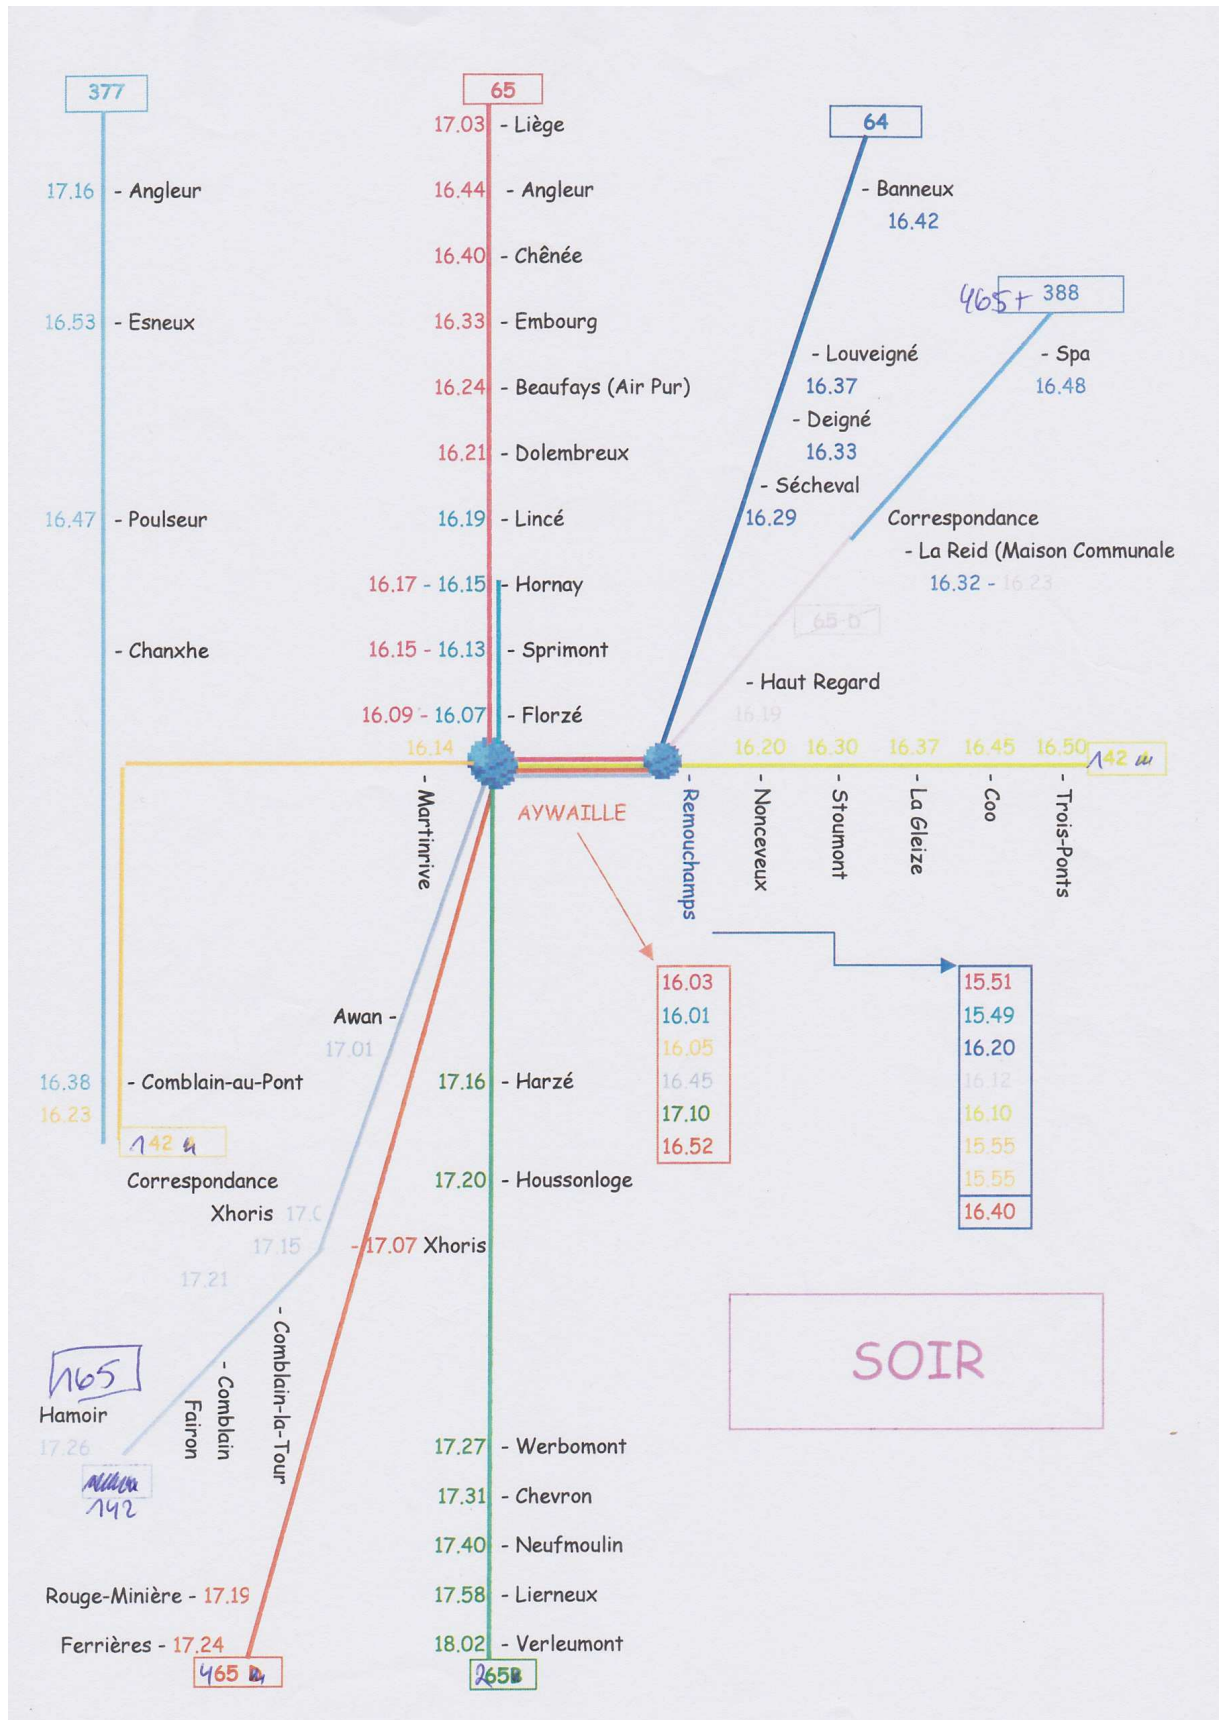 377
65
17.03 - Liège
64
17.16 - Angleur
16.44 - Angleur
- Banneux
16.42
16.40 - Chênée
465+ 388
16.53 - Esneux
16.33 - Embourg
- Louveigné
16.37
- Spa
16.48
16.24 - Beaufays (Air Pur)
- Deigné
16.33
16.21 - Dolembreux
- Sécheval
16.29
16.47 - Poulseur
16.19 - Lincé
Correspondance
- La Reid (Maison Communale
16.32 - 16.23
16.17 - 16.15 - Hornay
65 b
- Chanxhe
16.15 - 16.13 - Sprimont
- Haut Regard
16.19
16.09 - 16.07 - Florzé
16.14
16.20 16.30 16.37 16.45 16.50
142
- Martinrive
AYWAILLE
- Remouchamps
- Nonceveux
- Stoumont
- La Gleize
- Coo
- Trois-Ponts
16.03
16.01
16.05
16.45
17.10
16.52
15.51
15.49
16.20
16.12
16.10
15.55
15.55
16.40
Awan -
17.01
16.38 - Comblain-au-Pont
16.23
142
17.16 - Harzé
Correspondance
Xhoris
17.15
17.21
17.20 - Houssonloge
- 17.07 Xhoris
- Comblain-la-Tour
- Comblain
Fairon
SOIR
165
Hamoir
17.26
142
17.27 - Werbomont
17.31 - Chevron
17.40 - Neufmoulin
Rouge-Minière - 17.19
17.58 - Lierneux
Ferrières - 17.24
18.02 - Verleumont
465
265